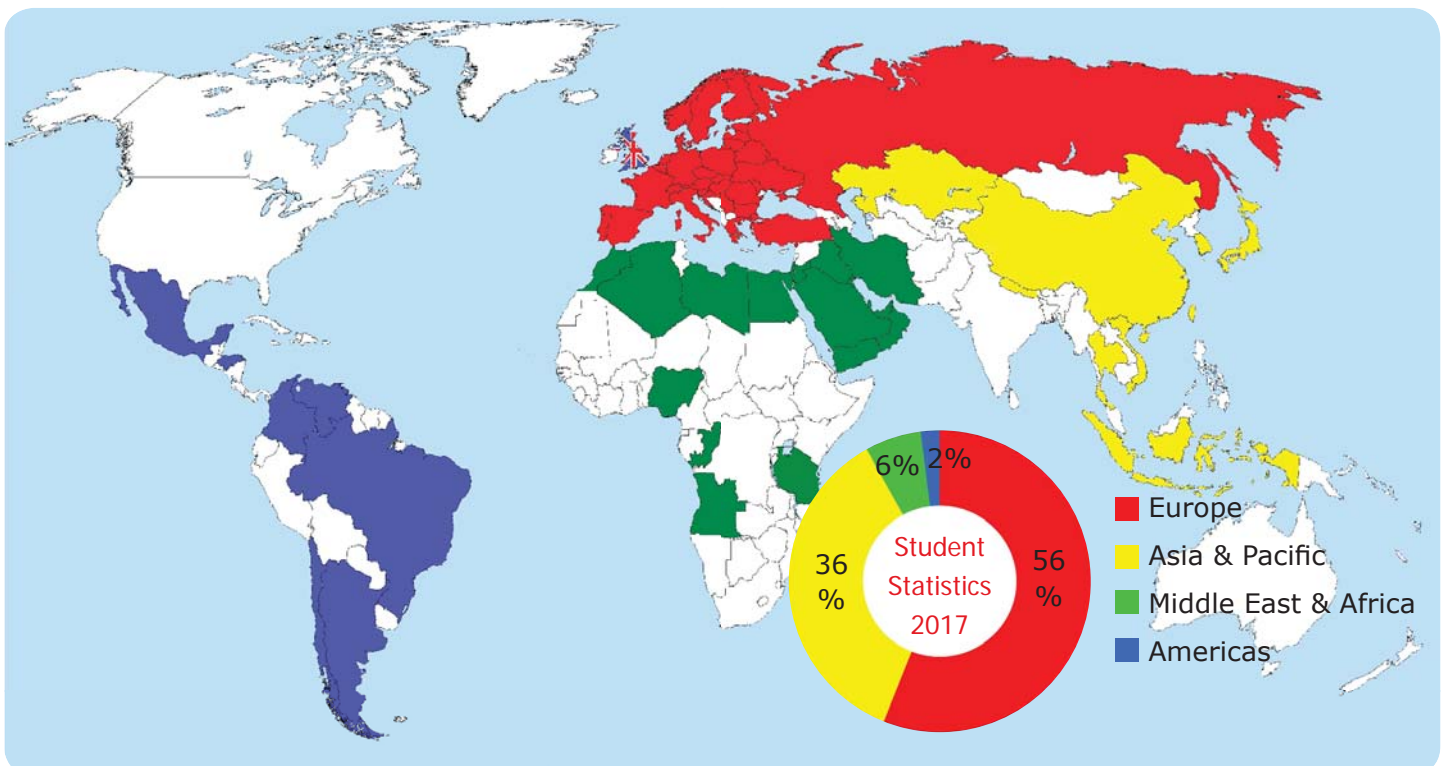 6%
2%
36
%
56
%
Student
Statistics
2017
Europe
Asia & Pacific
Middle East & Africa
Americas